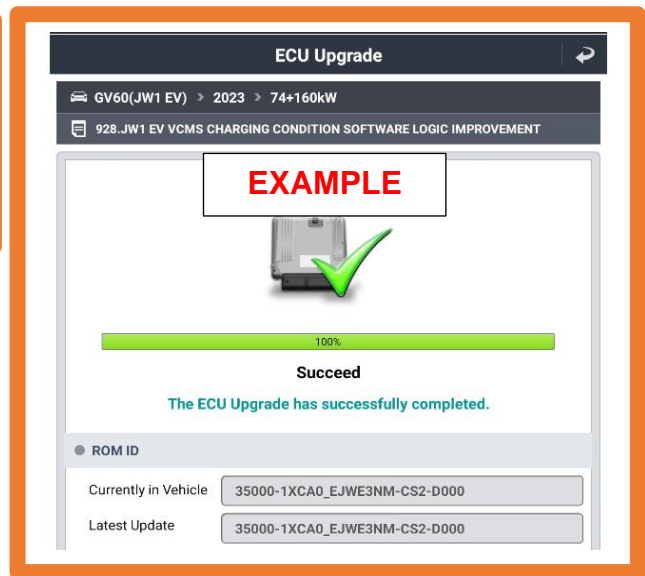 ECU Upgrade
GV60(JW1 EV) > 2023 > 74+160kW
928.JW1 EV VCMS CHARGING CONDITION SOFTWARE LOGIC IMPROVEMENT
EXAMPLE
100%
Succeed
The ECU Upgrade has successfully completed.
ROM ID
Currently in Vehicle 35000-1XCA0_EJWE3NM-CS2-D000
Latest Update 35000-1XCA0_EJWE3NM-CS2-D000